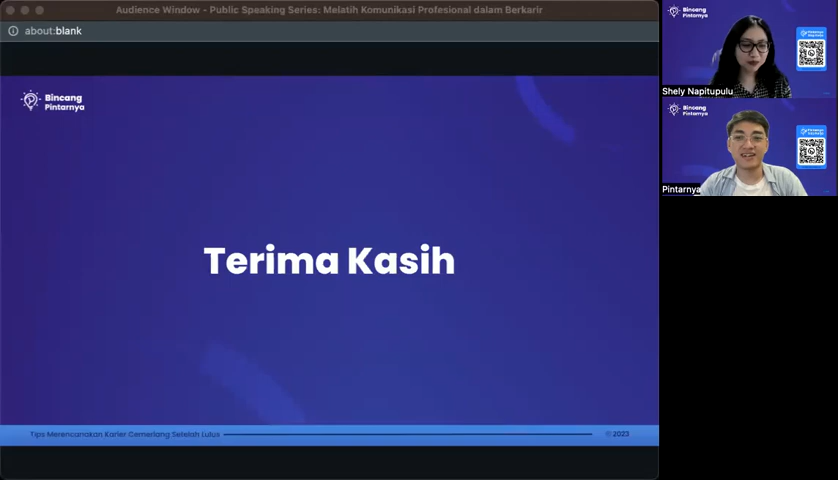 Audience Window - Public Speaking Series: Melatih Komunikasi Profesional dalam Berkarir
about:blank
Bincang
Pintarnya
Terima Kasih
Tips Merencanakan Karier Cemerlang Setelah Lulus
© 2023
Bincang
Pintarnya
Shely Napitupulu
Bincang
Pintarnya
Pintarnya